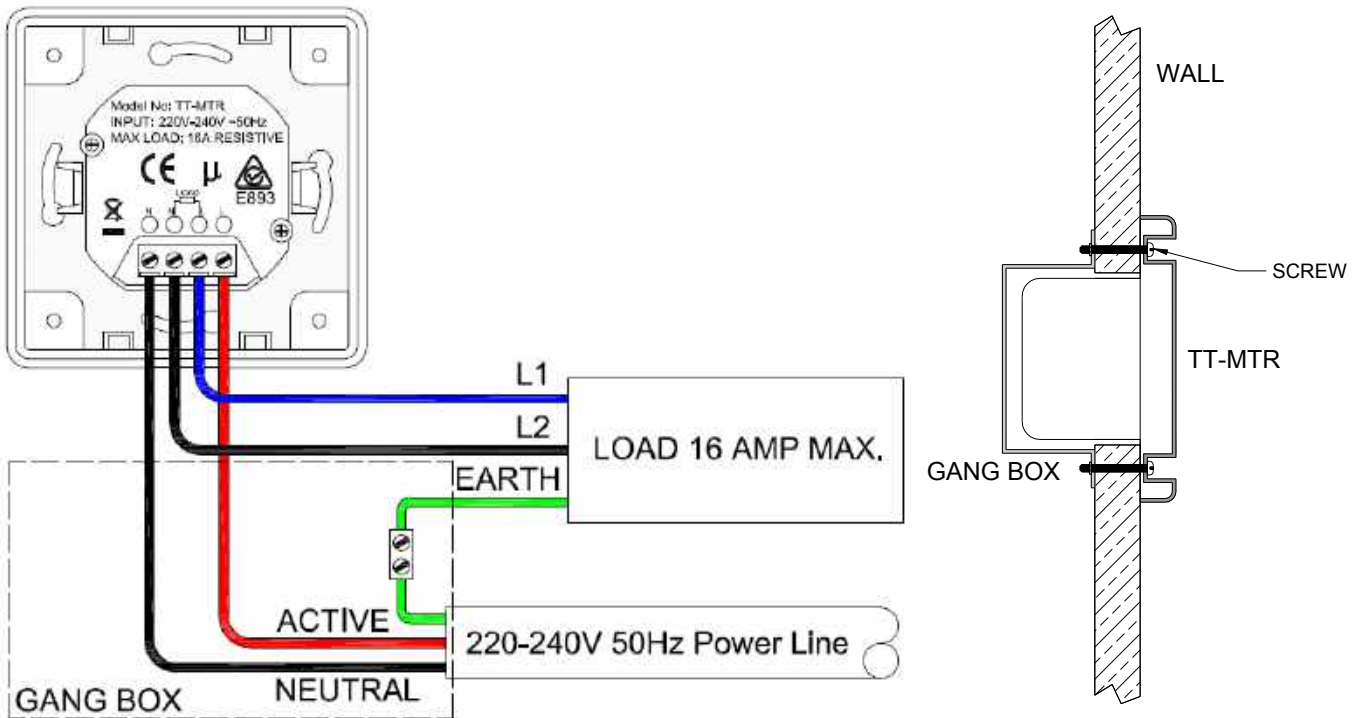 Model No: TT-MTR
INPUT: 220V-240V ~50Hz
MAX LOAD: 16A RESISTIVE
CE μ
E893
LOAD
N N L
L1
L2
EARTH
LOAD 16 AMP MAX.
ACTIVE
220-240V 50Hz Power Line
NEUTRAL
GANG BOX
WALL
SCREW
TT-MTR
GANG BOX